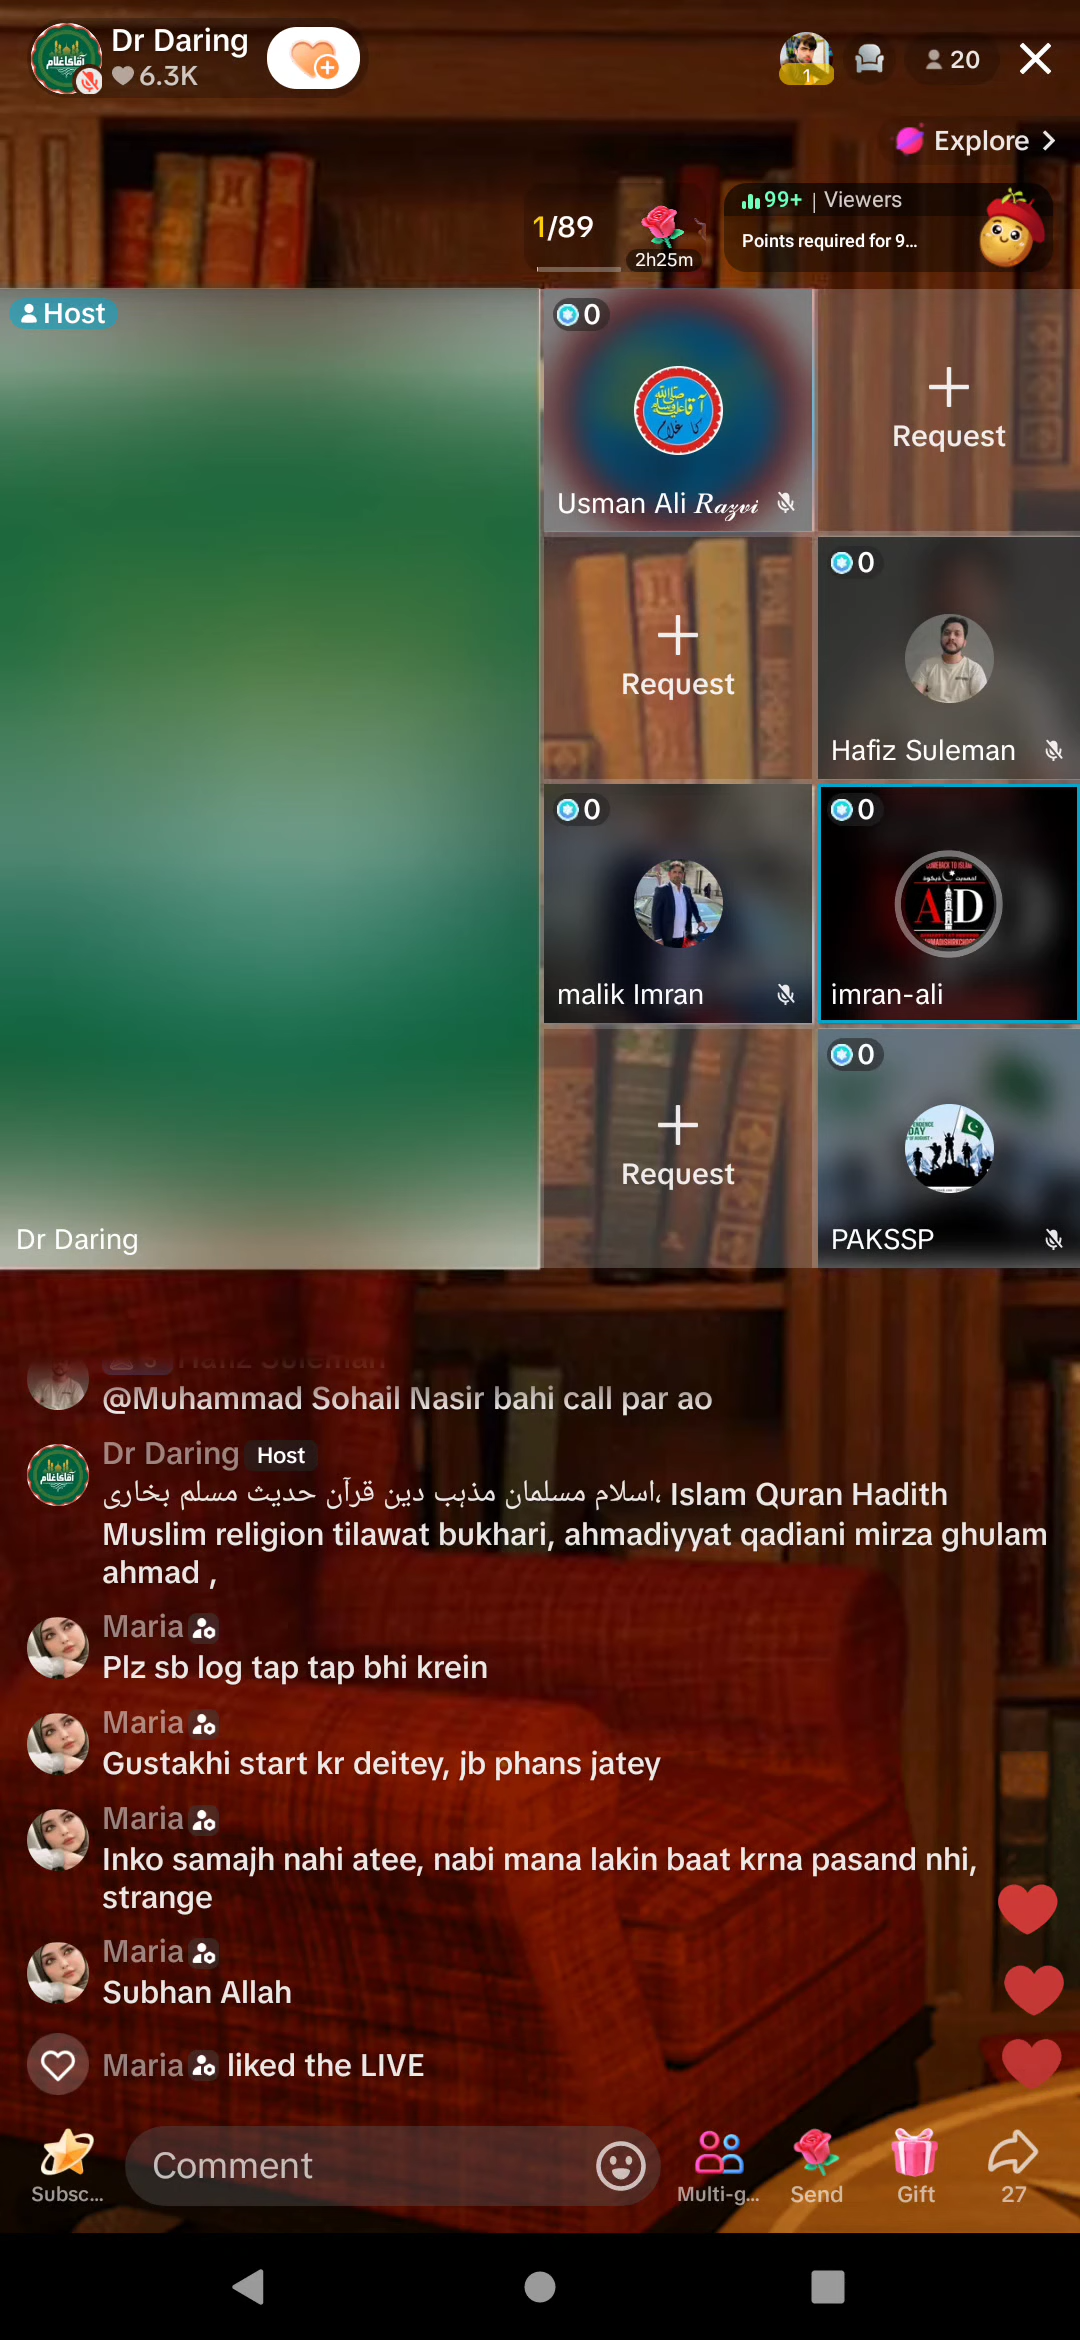 Dr Daring
6.3K
1
20
Explore
1/89
2h25m
99+ | Viewers
Points required for 9...
Host
0
Usman Ali Razvi
Request
Request
0
Hafiz Suleman
0
malik Imran
0
AD
imran-ali
Request
0
PAKSSP
Dr Daring
Hafiz Suleman
@Muhammad Sohail Nasir bahi call par ao
Dr Daring Host
اسلام مسلمان مذہب دین قرآن حدیث مسلم بخاری، Islam Quran Hadith
Muslim religion tilawat bukhari, ahmadiyyat qadiani mirza ghulam
ahmad ,
Maria
Plz sb log tap tap bhi krein
Maria
Gustakhi start kr deitey, jb phans jatey
Maria
Inko samajh nahi atee, nabi mana lakin baat krna pasand nhi,
strange
Maria
Subhan Allah
Maria liked the LIVE
Comment
Subsc...
Multi-g...
Send
Gift
27